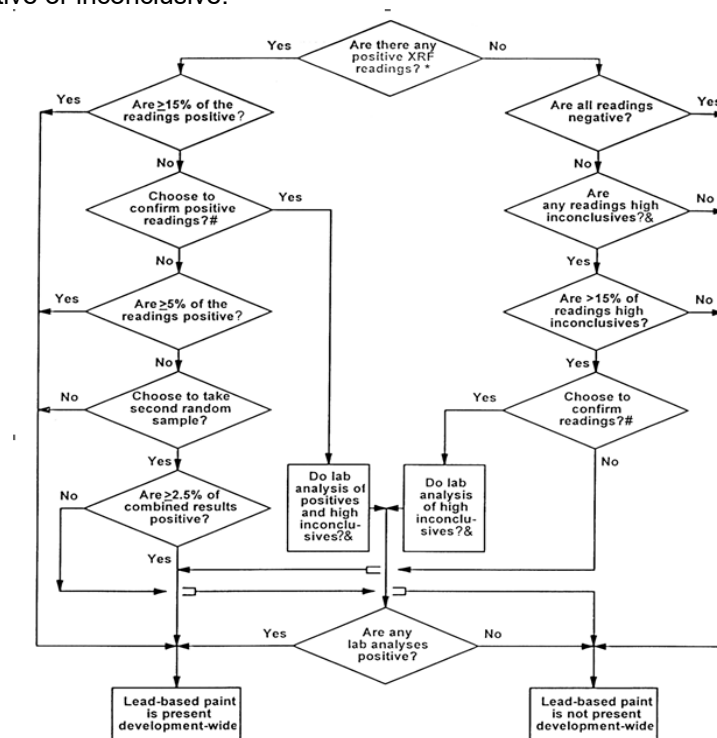 Yes
Are there any
positive XRF
readings? *
No
Yes
Are ≥15% of the
readings positive?
Are all readings
negative?
Yes
No
No
Choose to
confirm positive
readings?#
Yes
Are
any readings high
inconclusives?&
No
No
Yes
Yes
Are ≥5% of the
readings positive?
Are >15% of
readings high
inconclusives?
No
No
Yes
No
Choose to take
second random
sample?
Yes
Choose to
confirm
readings?#
Yes
No
No
Are ≥2.5% of
combined results
positive?
Do lab
analysis of
positives
and high
inconclu-
sives?&
Do lab
analysis
of high
inconclu-
sives?&
Yes
Yes
Are any
lab analyses
positive?
No
Lead-based paint
is present
development-wide
Lead-based paint
is not present
development-wide